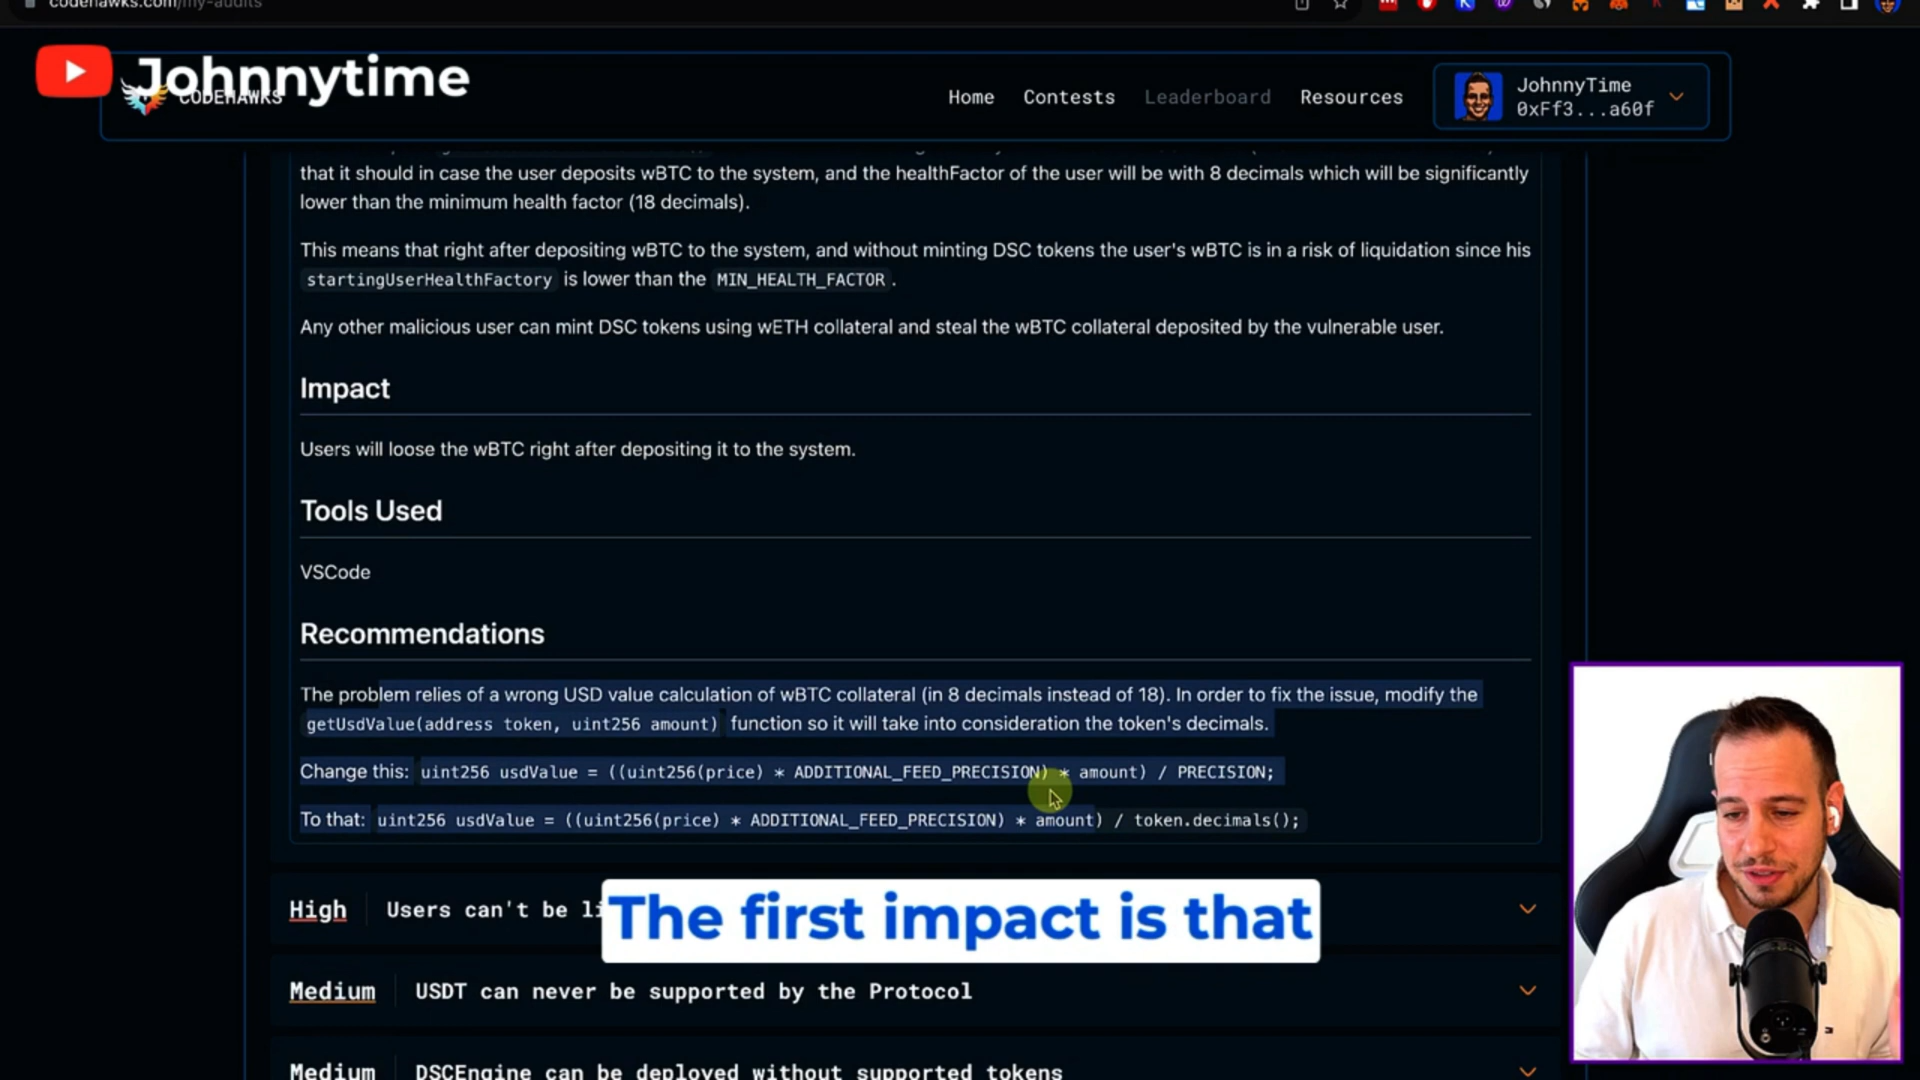 codehawks.com/my-audits
Johnnytime
CODEHAWKS
Home Contests Leaderboard Resources
JohnnyTime
0xFf3...a60f
that it should in case the user deposits wBTC to the system, and the healthFactor of the user will be with 8 decimals which will be significantly
lower than the minimum health factor (18 decimals).
This means that right after depositing wBTC to the system, and without minting DSC tokens the user's wBTC is in a risk of liquidation since his
startingUserHealthFactory is lower than the MIN_HEALTH_FACTOR .
Any other malicious user can mint DSC tokens using wETH collateral and steal the wBTC collateral deposited by the vulnerable user.
Impact
Users will loose the wBTC right after depositing it to the system.
Tools Used
VSCode
Recommendations
The problem relies of a wrong USD value calculation of wBTC collateral (in 8 decimals instead of 18). In order to fix the issue, modify the
getUsdValue(address token, uint256 amount) function so it will take into consideration the token's decimals.
Change this: uint256 usdValue = ((uint256(price) * ADDITIONAL_FEED_PRECISION) * amount) / PRECISION;
To that: uint256 usdValue = ((uint256(price) * ADDITIONAL_FEED_PRECISION) * amount) / token.decimals();
High Users can't be li
The first impact is that
Medium USDT can never be supported by the Protocol
Medium DSCEngine can be deployed without supported tokens